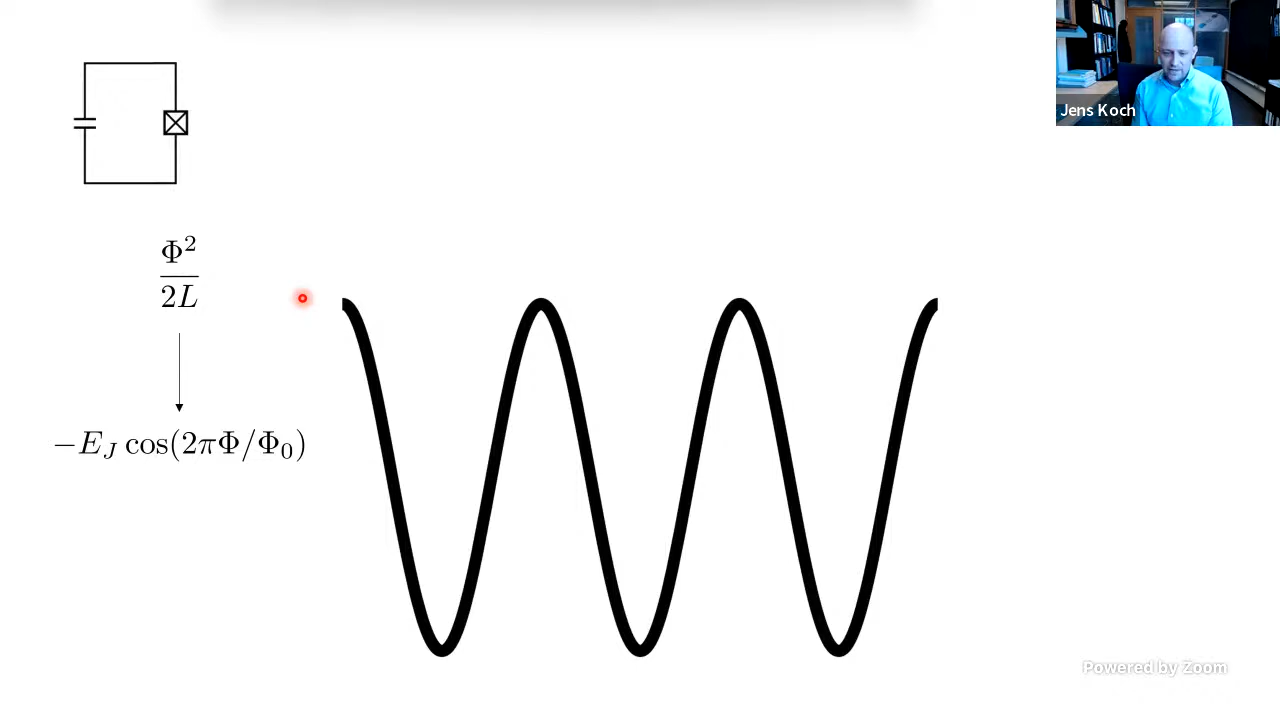 Jens Koch
Φ²
2L
−E_J cos(2πΦ/Φ₀)
Powered by Zoom